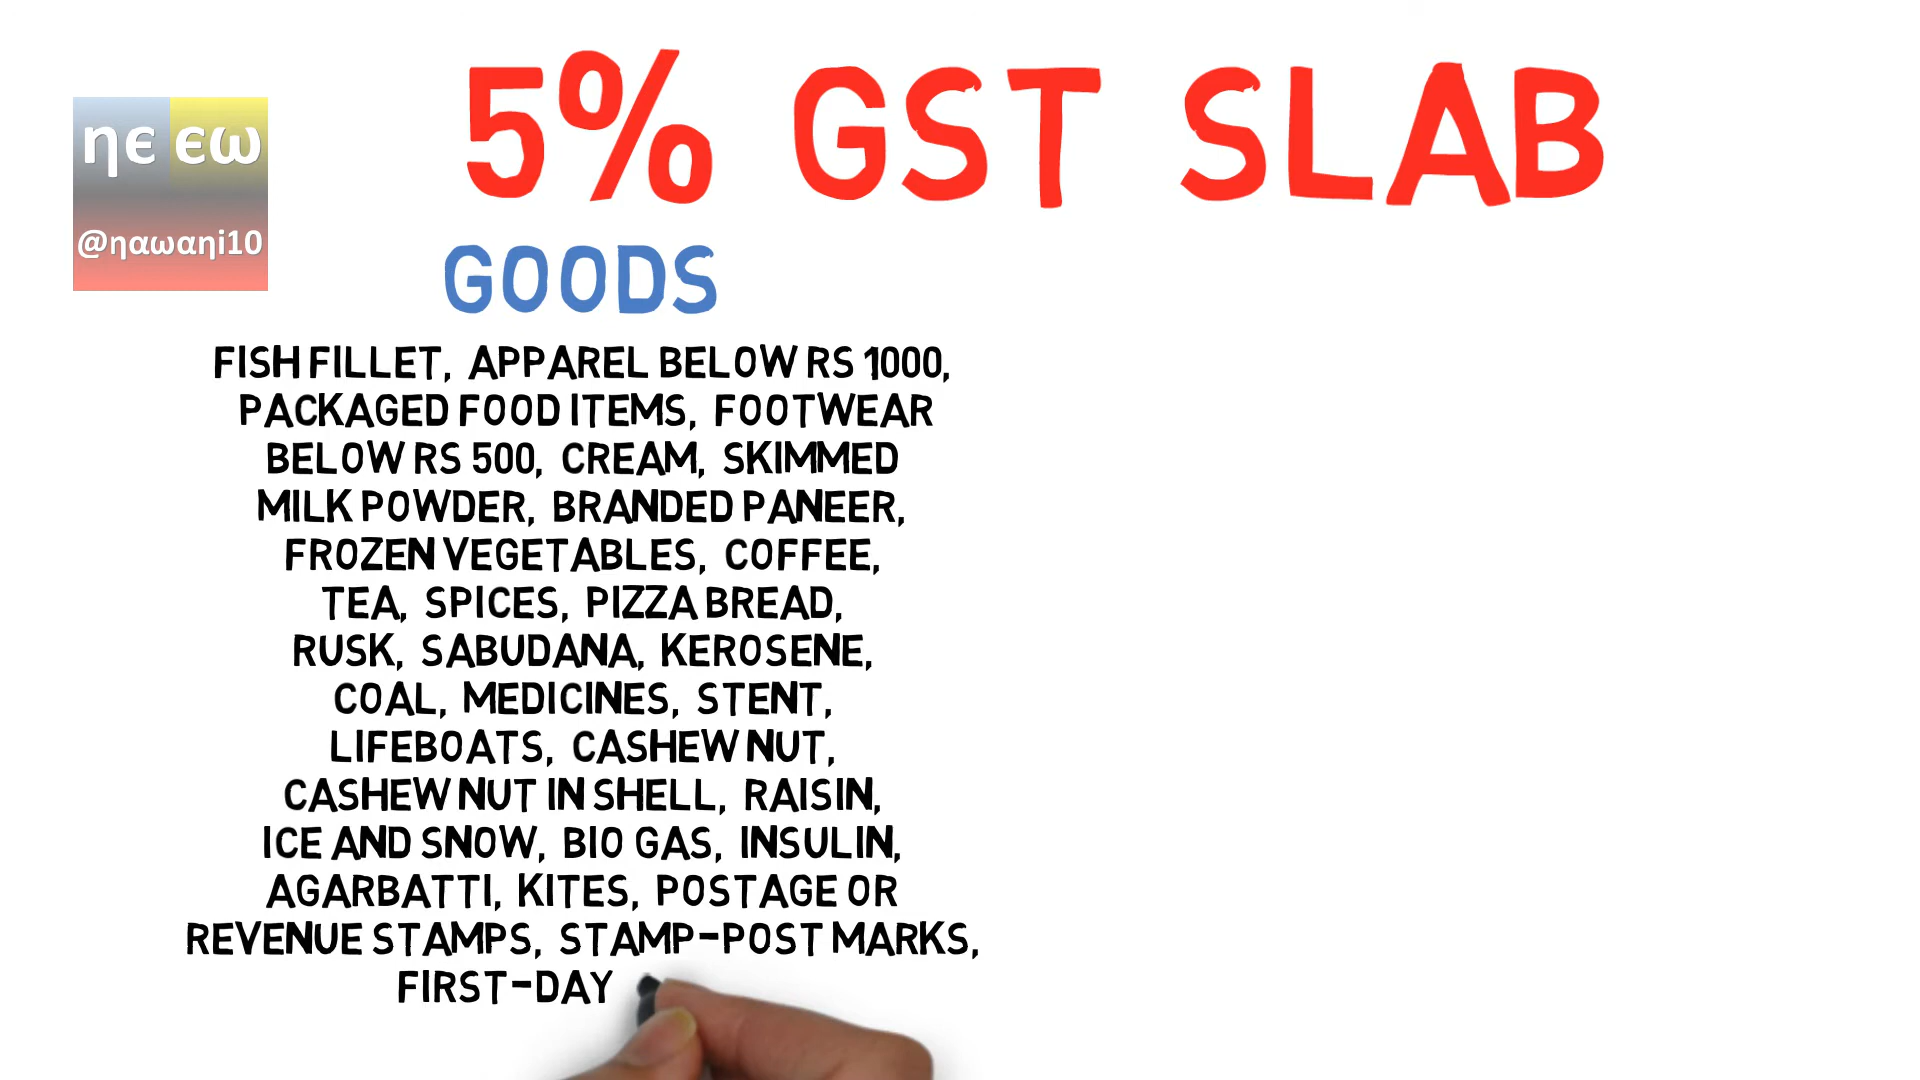 5% GST SLAB
ηε εω
@ηαωαηi10
GOODS
FISH FILLET, APPAREL BELOW RS 1000,
PACKAGED FOOD ITEMS, FOOTWEAR
BELOW RS 500, CREAM, SKIMMED
MILK POWDER, BRANDED PANEER,
FROZEN VEGETABLES, COFFEE,
TEA, SPICES, PIZZA BREAD,
RUSK, SABUDANA, KEROSENE,
COAL, MEDICINES, STENT,
LIFEBOATS, CASHEW NUT,
CASHEW NUT IN SHELL, RAISIN,
ICE AND SNOW, BIO GAS, INSULIN,
AGARBATTI, KITES, POSTAGE OR
REVENUE STAMPS, STAMP-POST MARKS,
FIRST-DAY